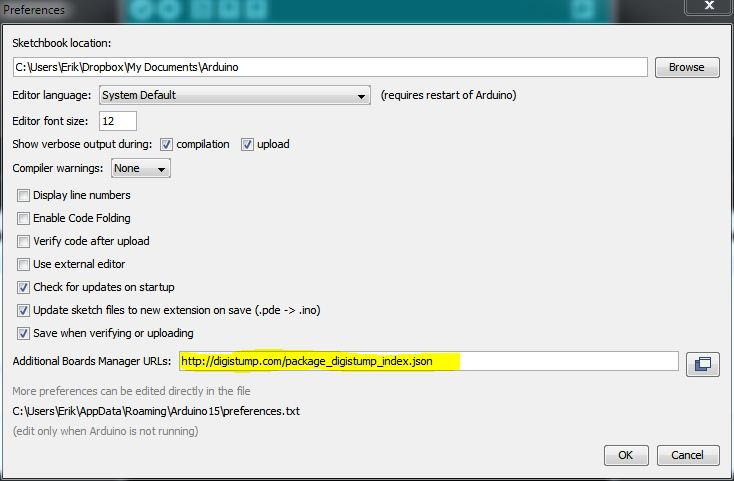 Preferences
Sketchbook location:
C:\Users\Erik\Dropbox\My Documents\Arduino
Browse
Editor language: System Default (requires restart of Arduino)
Editor font size: 12
Show verbose output during: compilation upload
Compiler warnings: None
Display line numbers
Enable Code Folding
Verify code after upload
Use external editor
Check for updates on startup
Update sketch files to new extension on save (.pde -> .ino)
Save when verifying or uploading
Additional Boards Manager URLs: http://digistump.com/package_digistump_index.json
More preferences can be edited directly in the file
C:\Users\Erik\AppData\Roaming\Arduino15\preferences.txt
(edit only when Arduino is not running)
OK Cancel